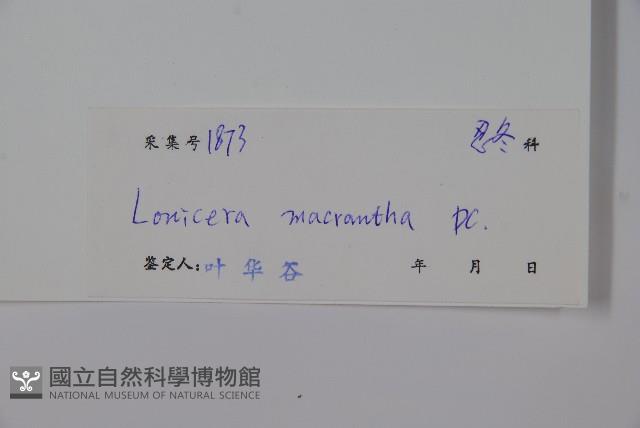 采集号 1873 忍冬科
Lonicera macrantha DC.
鉴定人：叶华谷 年 月 日
國立自然科學博物館
NATIONAL MUSEUM OF NATURAL SCIENCE